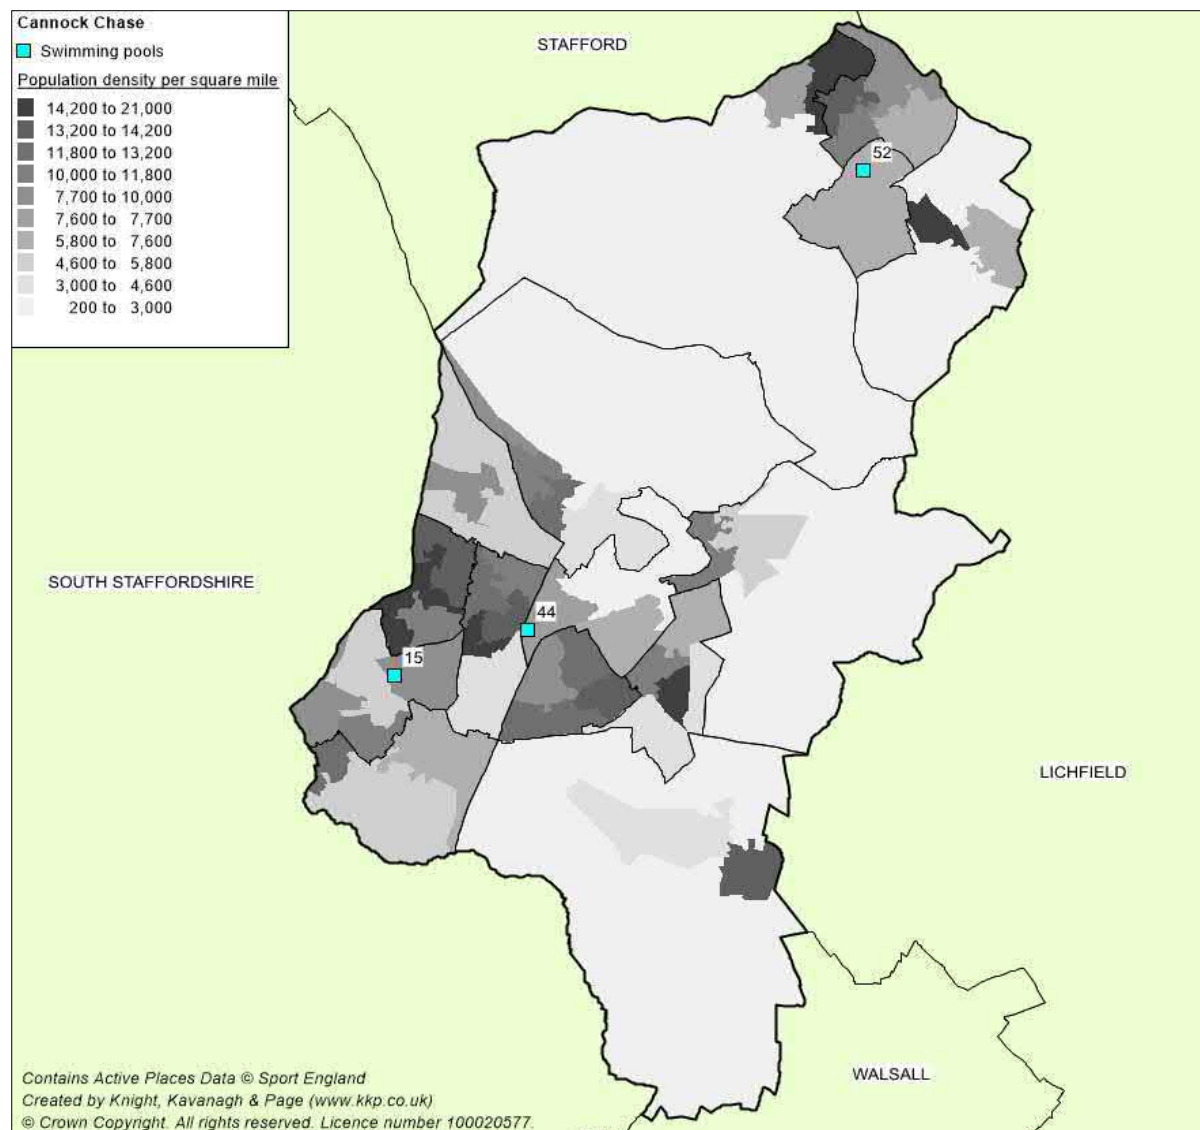 Cannock Chase
Swimming pools
Population density per square mile
14,200 to 21,000
13,200 to 14,200
11,800 to 13,200
10,000 to 11,800
7,700 to 10,000
7,600 to 7,700
5,800 to 7,600
4,600 to 5,800
3,000 to 4,600
200 to 3,000
STAFFORD
52
SOUTH STAFFORDSHIRE
44
15
LICHFIELD
WALSALL
Contains Active Places Data © Sport England
Created by Knight, Kavanagh & Page (www.kkp.co.uk)
© Crown Copyright. All rights reserved. Licence number 100020577.